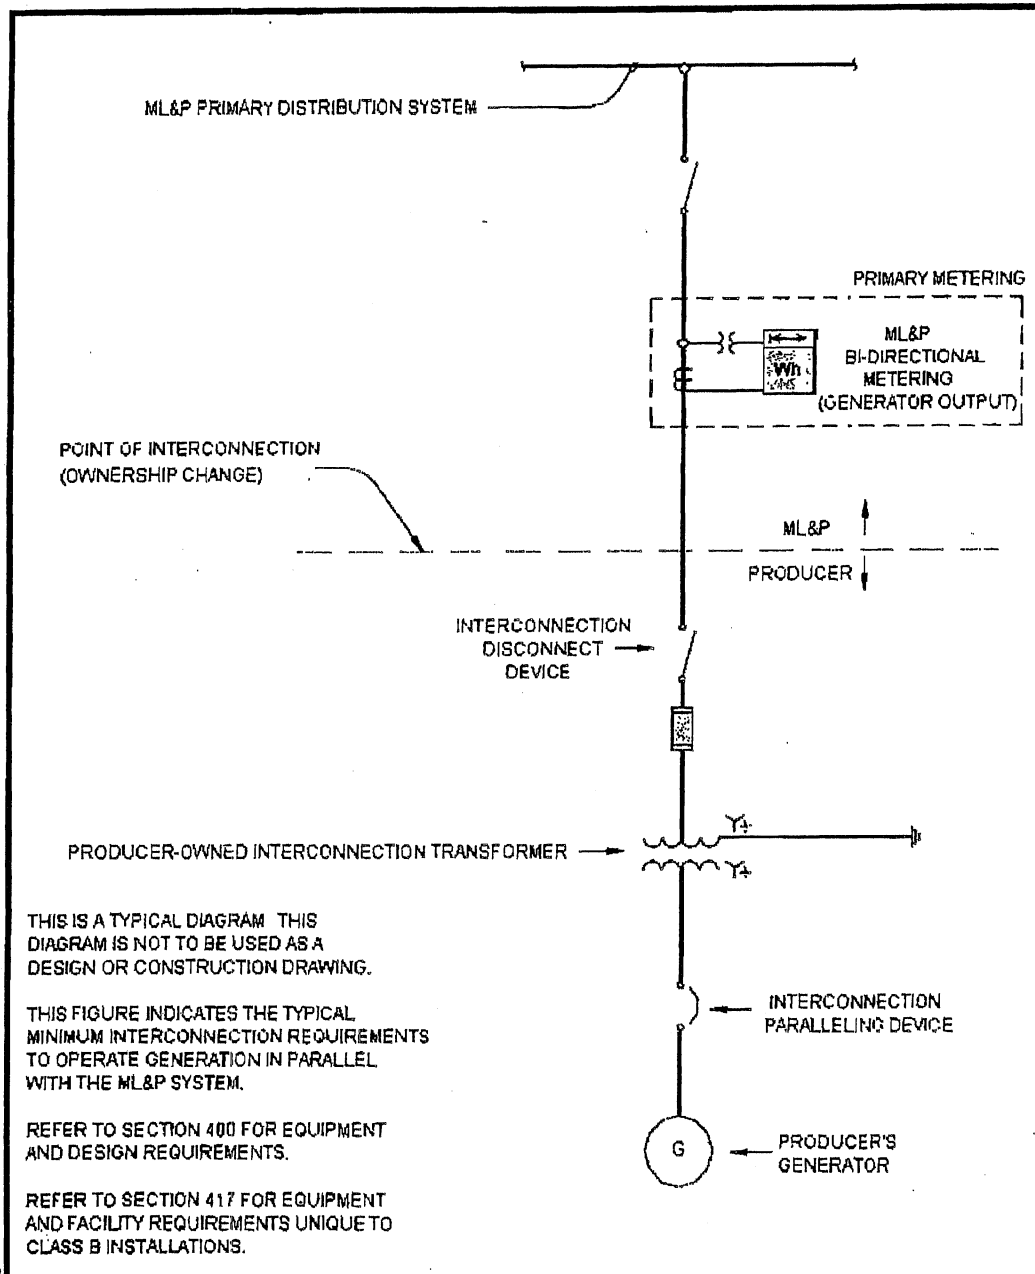 ML&P PRIMARY DISTRIBUTION SYSTEM
PRIMARY METERING
ML&P
BI-DIRECTIONAL
METERING
(GENERATOR OUTPUT)
Wh
POINT OF INTERCONNECTION
(OWNERSHIP CHANGE)
ML&P
PRODUCER
INTERCONNECTION
DISCONNECT
DEVICE
Y
PRODUCER-OWNED INTERCONNECTION TRANSFORMER
Y
THIS IS A TYPICAL DIAGRAM THIS
DIAGRAM IS NOT TO BE USED AS A
DESIGN OR CONSTRUCTION DRAWING.
THIS FIGURE INDICATES THE TYPICAL
MINIMUM INTERCONNECTION REQUIREMENTS
TO OPERATE GENERATION IN PARALLEL
WITH THE ML&P SYSTEM.
REFER TO SECTION 400 FOR EQUIPMENT
AND DESIGN REQUIREMENTS.
REFER TO SECTION 417 FOR EQUIPMENT
AND FACILITY REQUIREMENTS UNIQUE TO
CLASS B INSTALLATIONS.
INTERCONNECTION
PARALLELING DEVICE
G
PRODUCER'S
GENERATOR